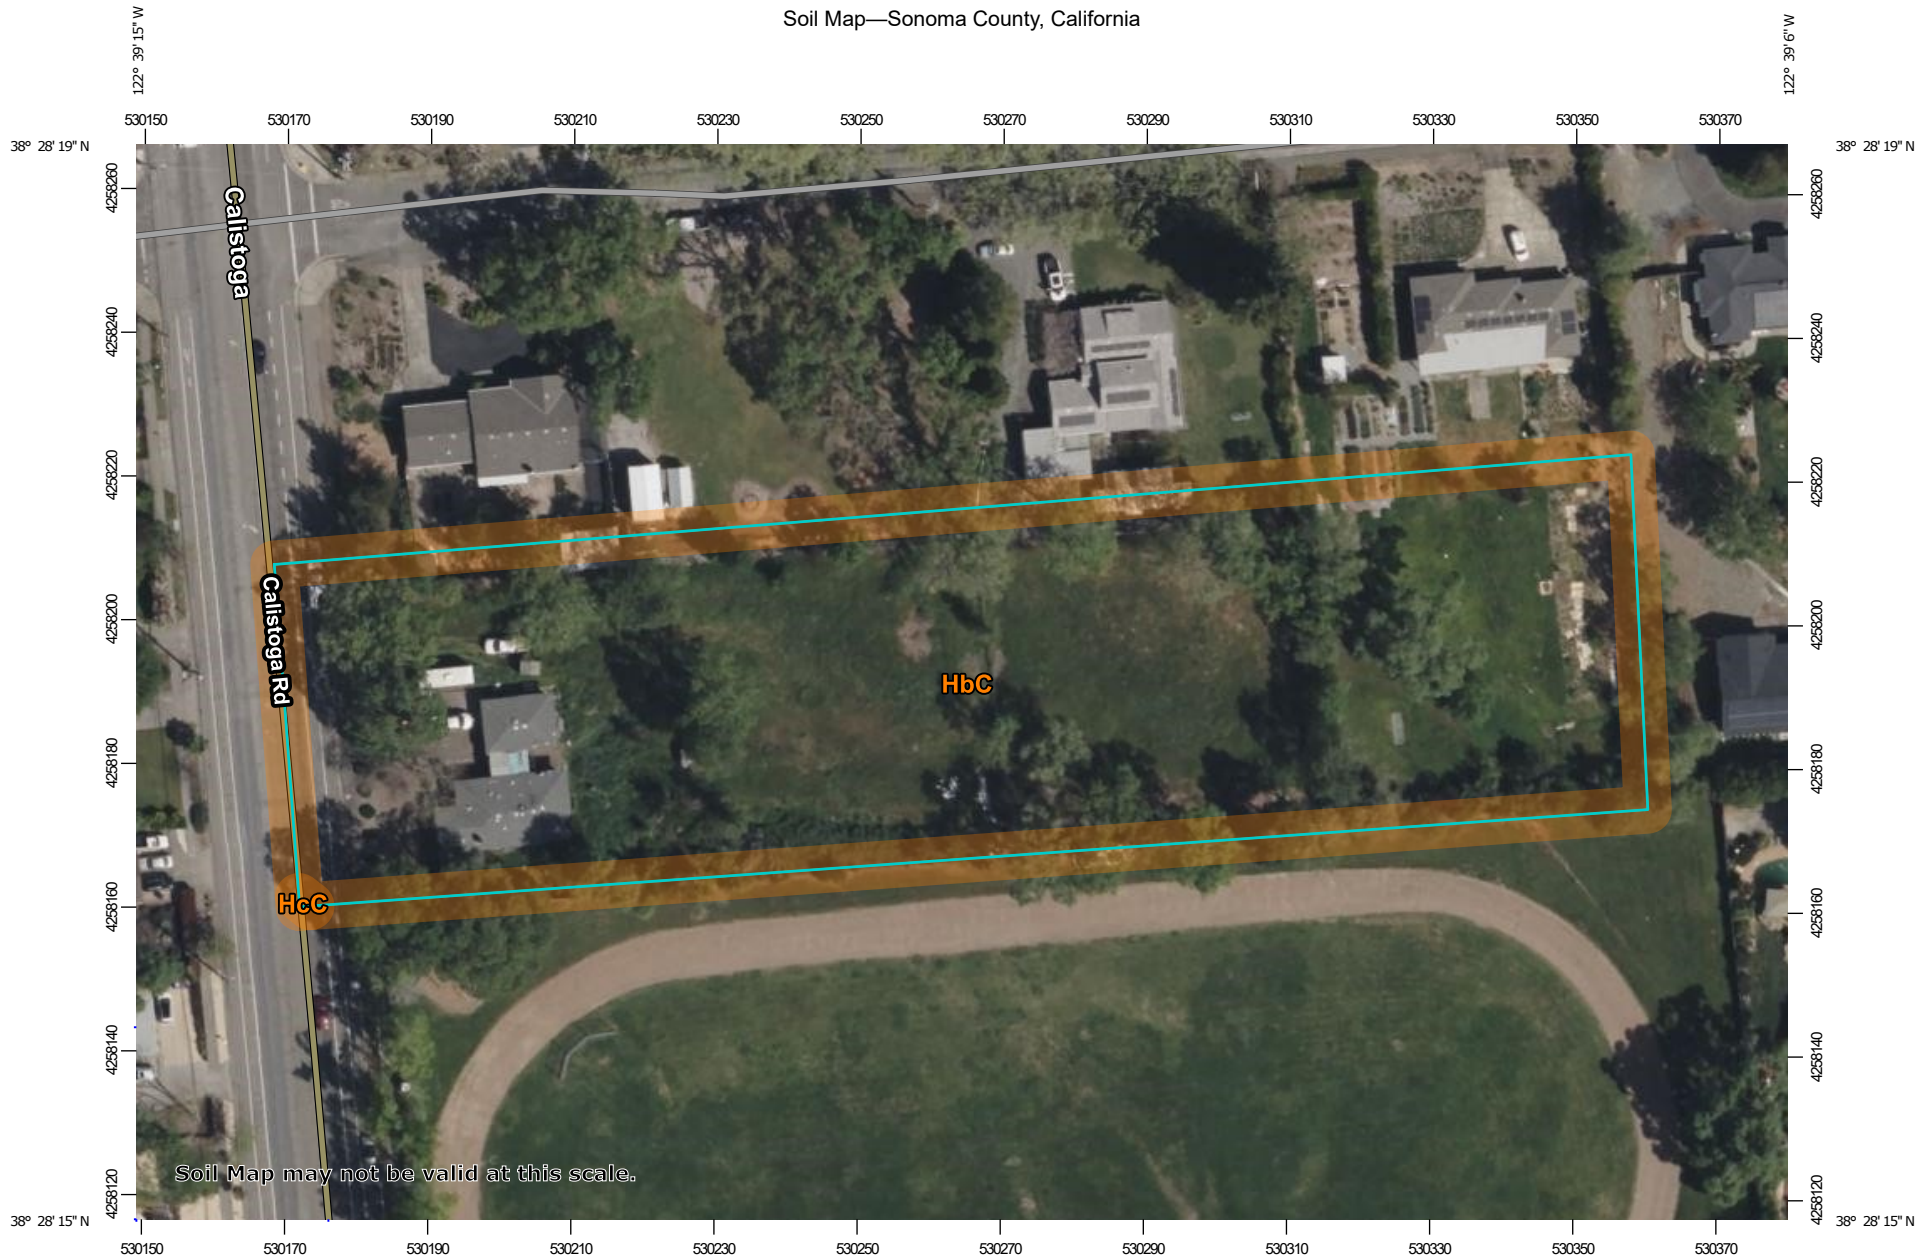 Soil Map—Sonoma County, California
122° 39' 15" W
122° 39' 6" W
530150 530170 530190 530210 530230 530250 530270 530290 530310 530330 530350 530370
38° 28' 19" N
38° 28' 19" N
4258260
4258260
Calistoga
4258240
4258240
4258220
4258220
4258200
4258200
Calistoga Rd
HbC
4258180
4258180
HcC
4258160
4258160
4258140
4258140
Soil Map may not be valid at this scale.
4258120
4258120
38° 28' 15" N
38° 28' 15" N
530150 530170 530190 530210 530230 530250 530270 530290 530310 530330 530350 530370